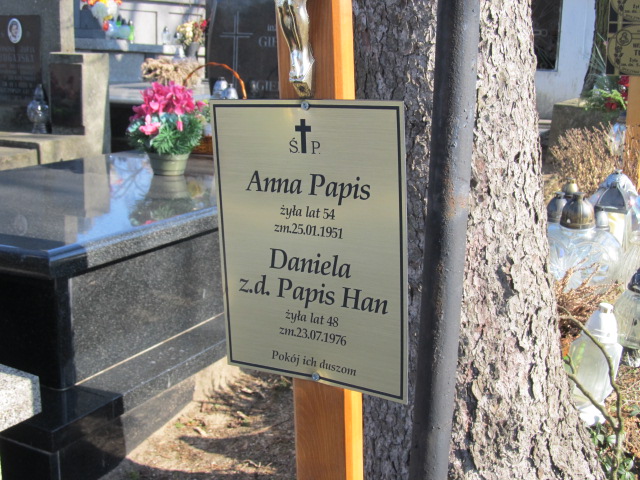 Ś.P.
Anna Papis
żyła lat 54
zm.25.01.1951
Daniela
z.d. Papis Han
żyła lat 48
zm.23.07.1976
Pokój ich duszom